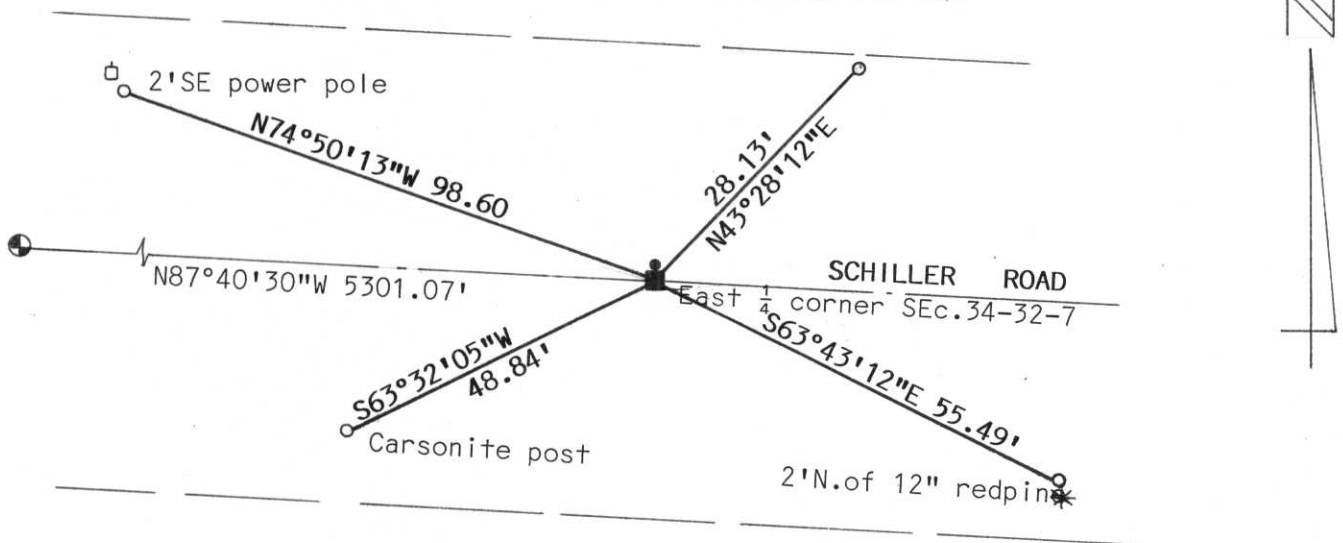 2'SE power pole
N74°50'13"W 98.60
28.13'
N43°28'12"E
N87°40'30"W 5301.07'
SCHILLER ROAD
East ¼ corner SEc.34-32-7
S63°32'05"W
48.84'
S63°43'12"E 55.49'
Carsonite post
2'N.of 12" redpine